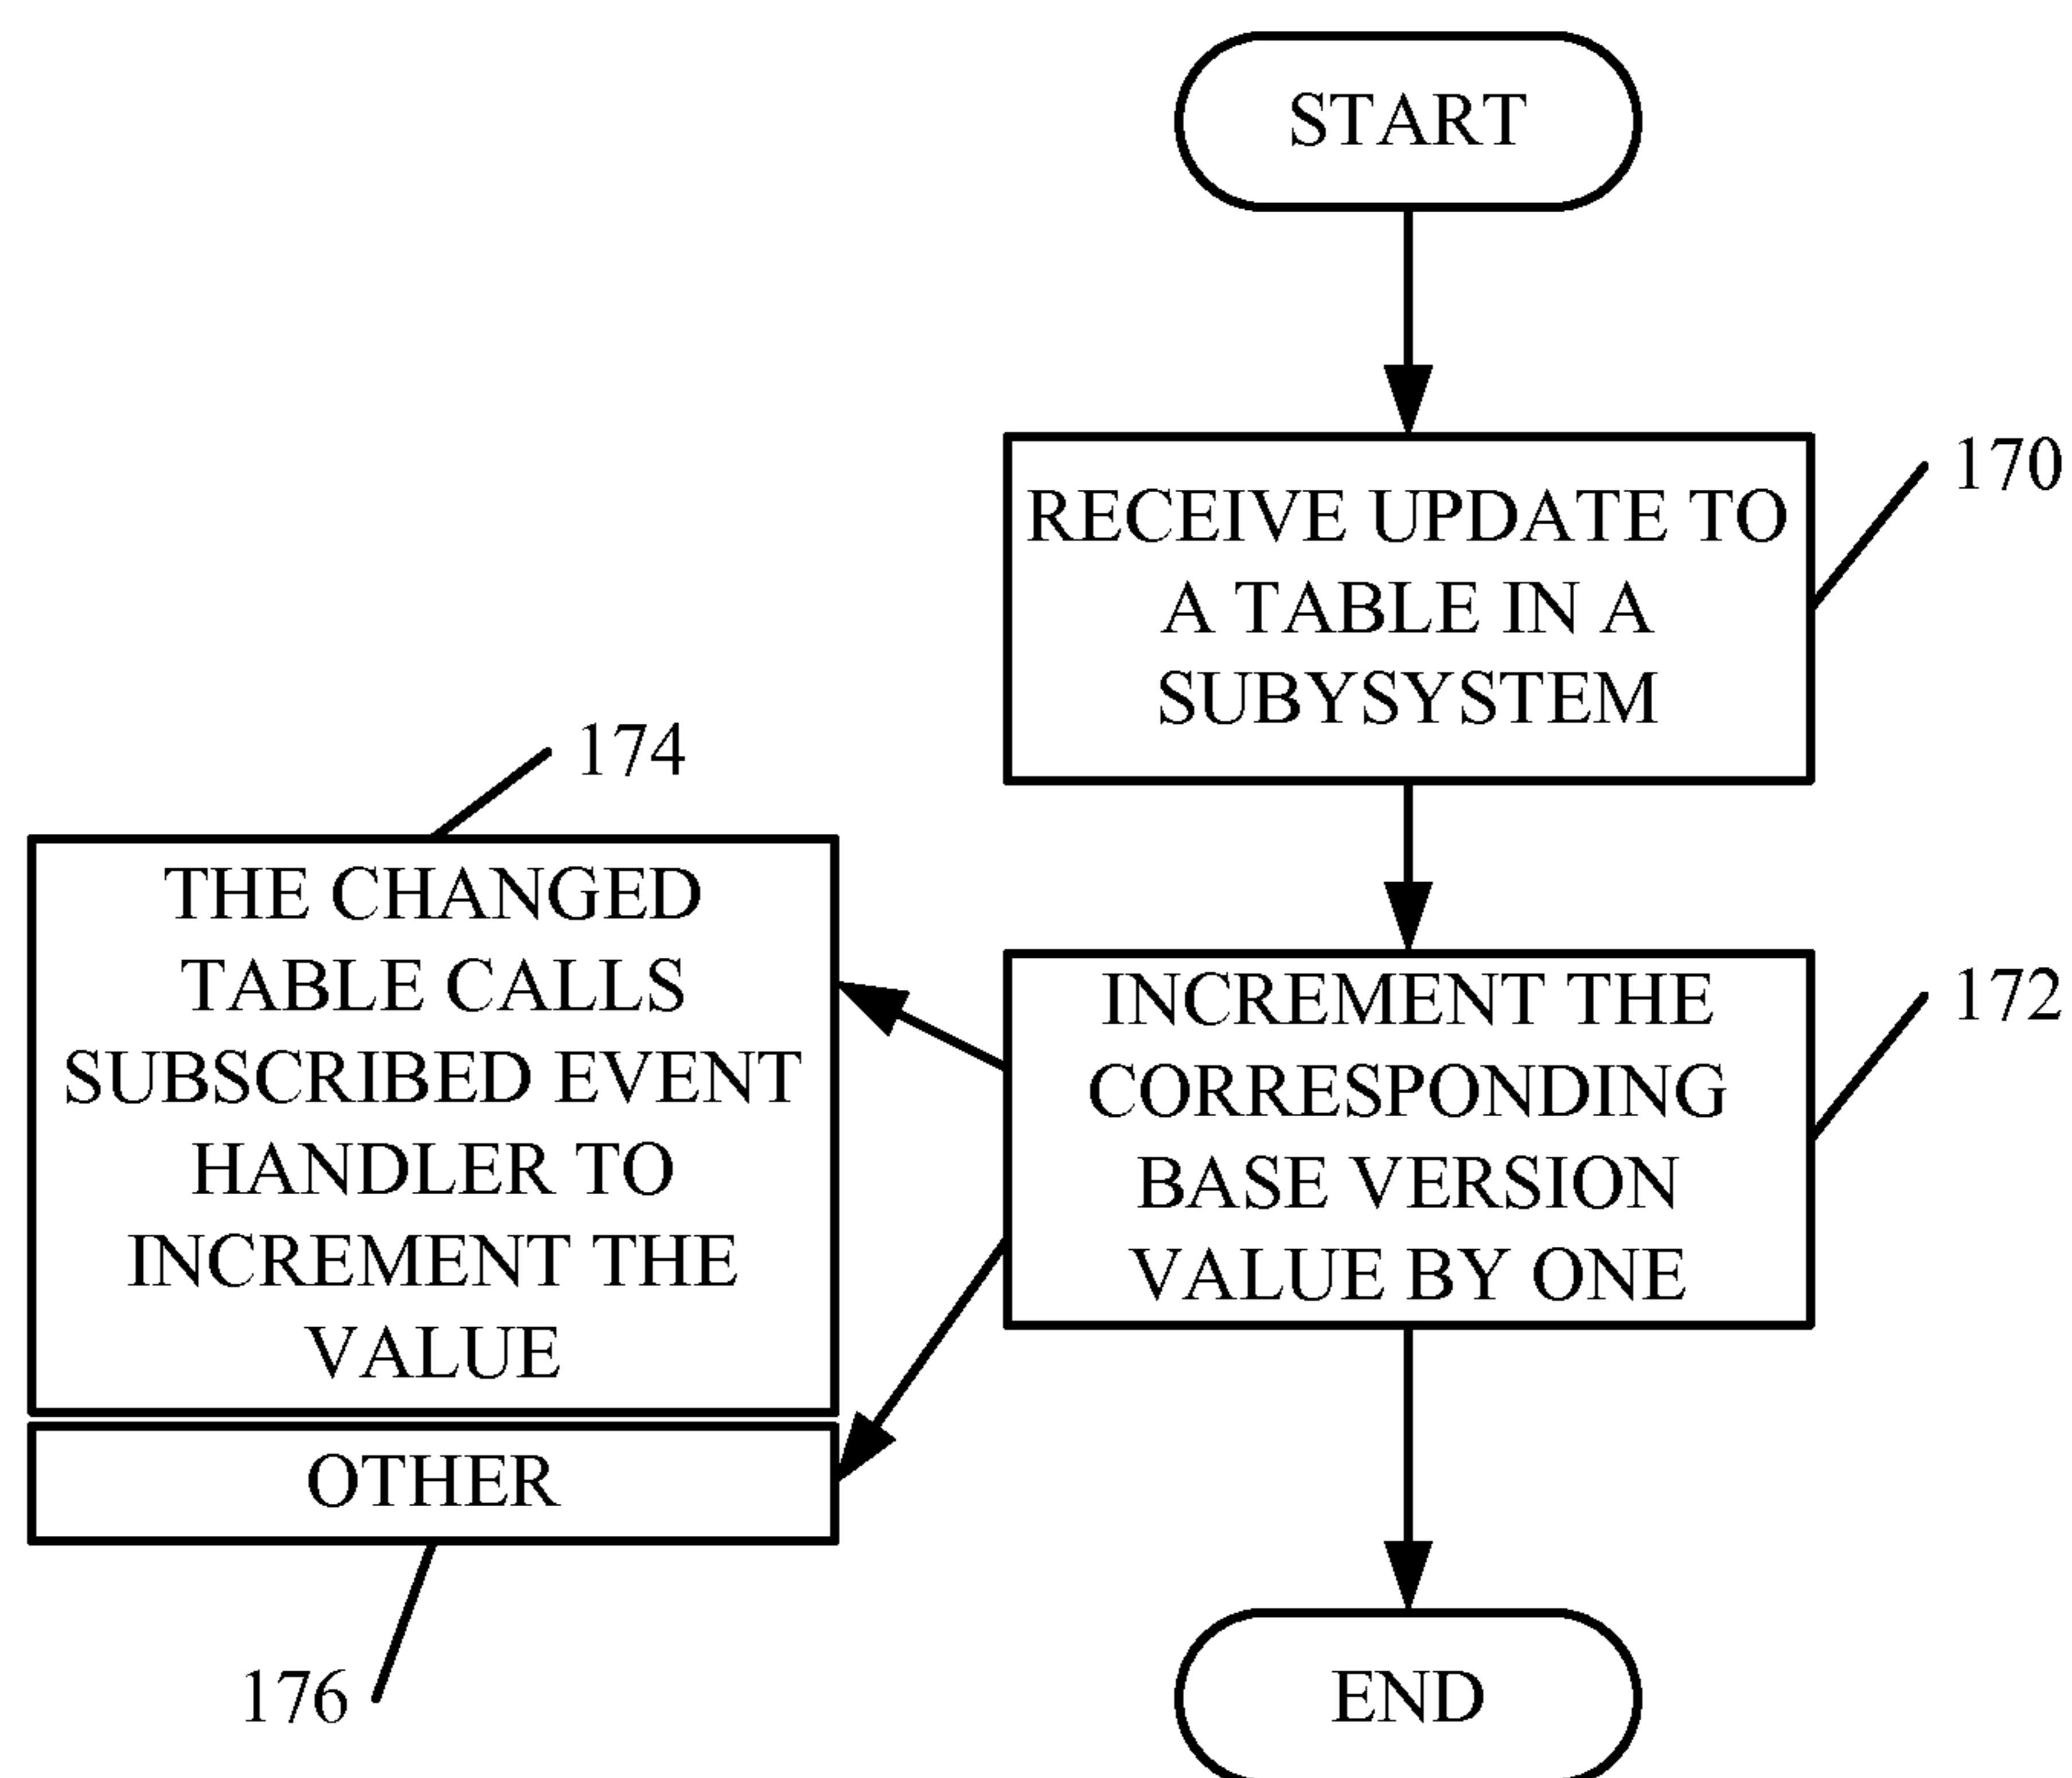 START
RECEIVE UPDATE TO
A TABLE IN A
SUBYSYSTEM
170
174
THE CHANGED
TABLE CALLS
SUBSCRIBED EVENT
HANDLER TO
INCREMENT THE
VALUE
INCREMENT THE
CORRESPONDING
BASE VERSION
VALUE BY ONE
172
OTHER
176
END